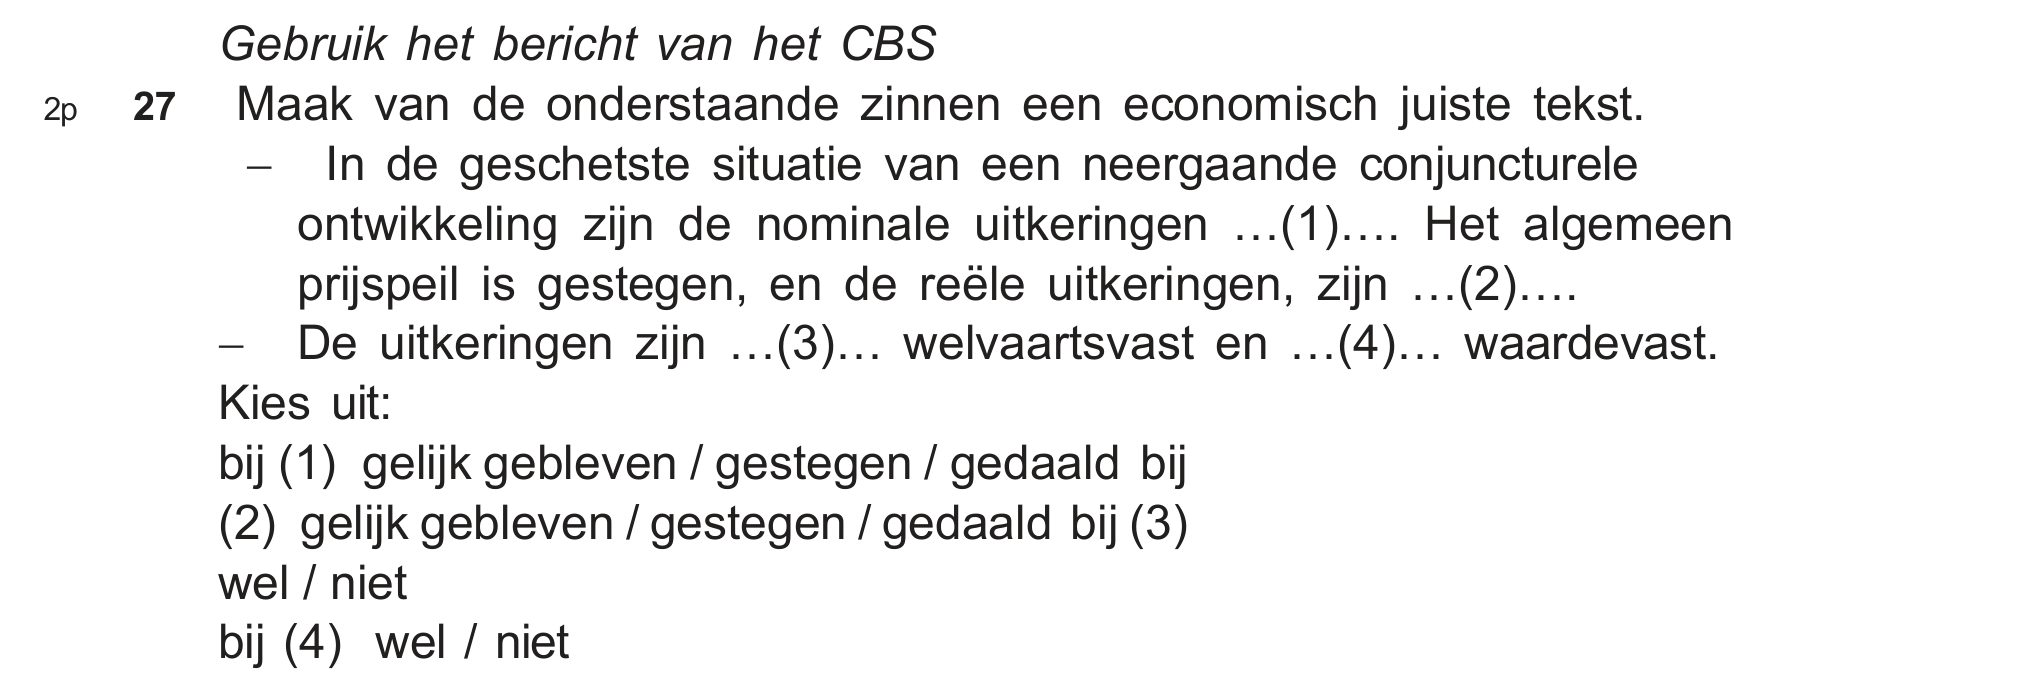 Gebruik het bericht van het CBS
2p 27 Maak van de onderstaande zinnen een economisch juiste tekst.
– In de geschetste situatie van een neergaande conjuncturele
ontwikkeling zijn de nominale uitkeringen …(1)…. Het algemeen
prijspeil is gestegen, en de reële uitkeringen, zijn …(2)….
– De uitkeringen zijn …(3)… welvaartsvast en …(4)… waardevast.
Kies uit:
bij (1) gelijk gebleven / gestegen / gedaald bij
(2) gelijk gebleven / gestegen / gedaald bij (3)
wel / niet
bij (4) wel / niet